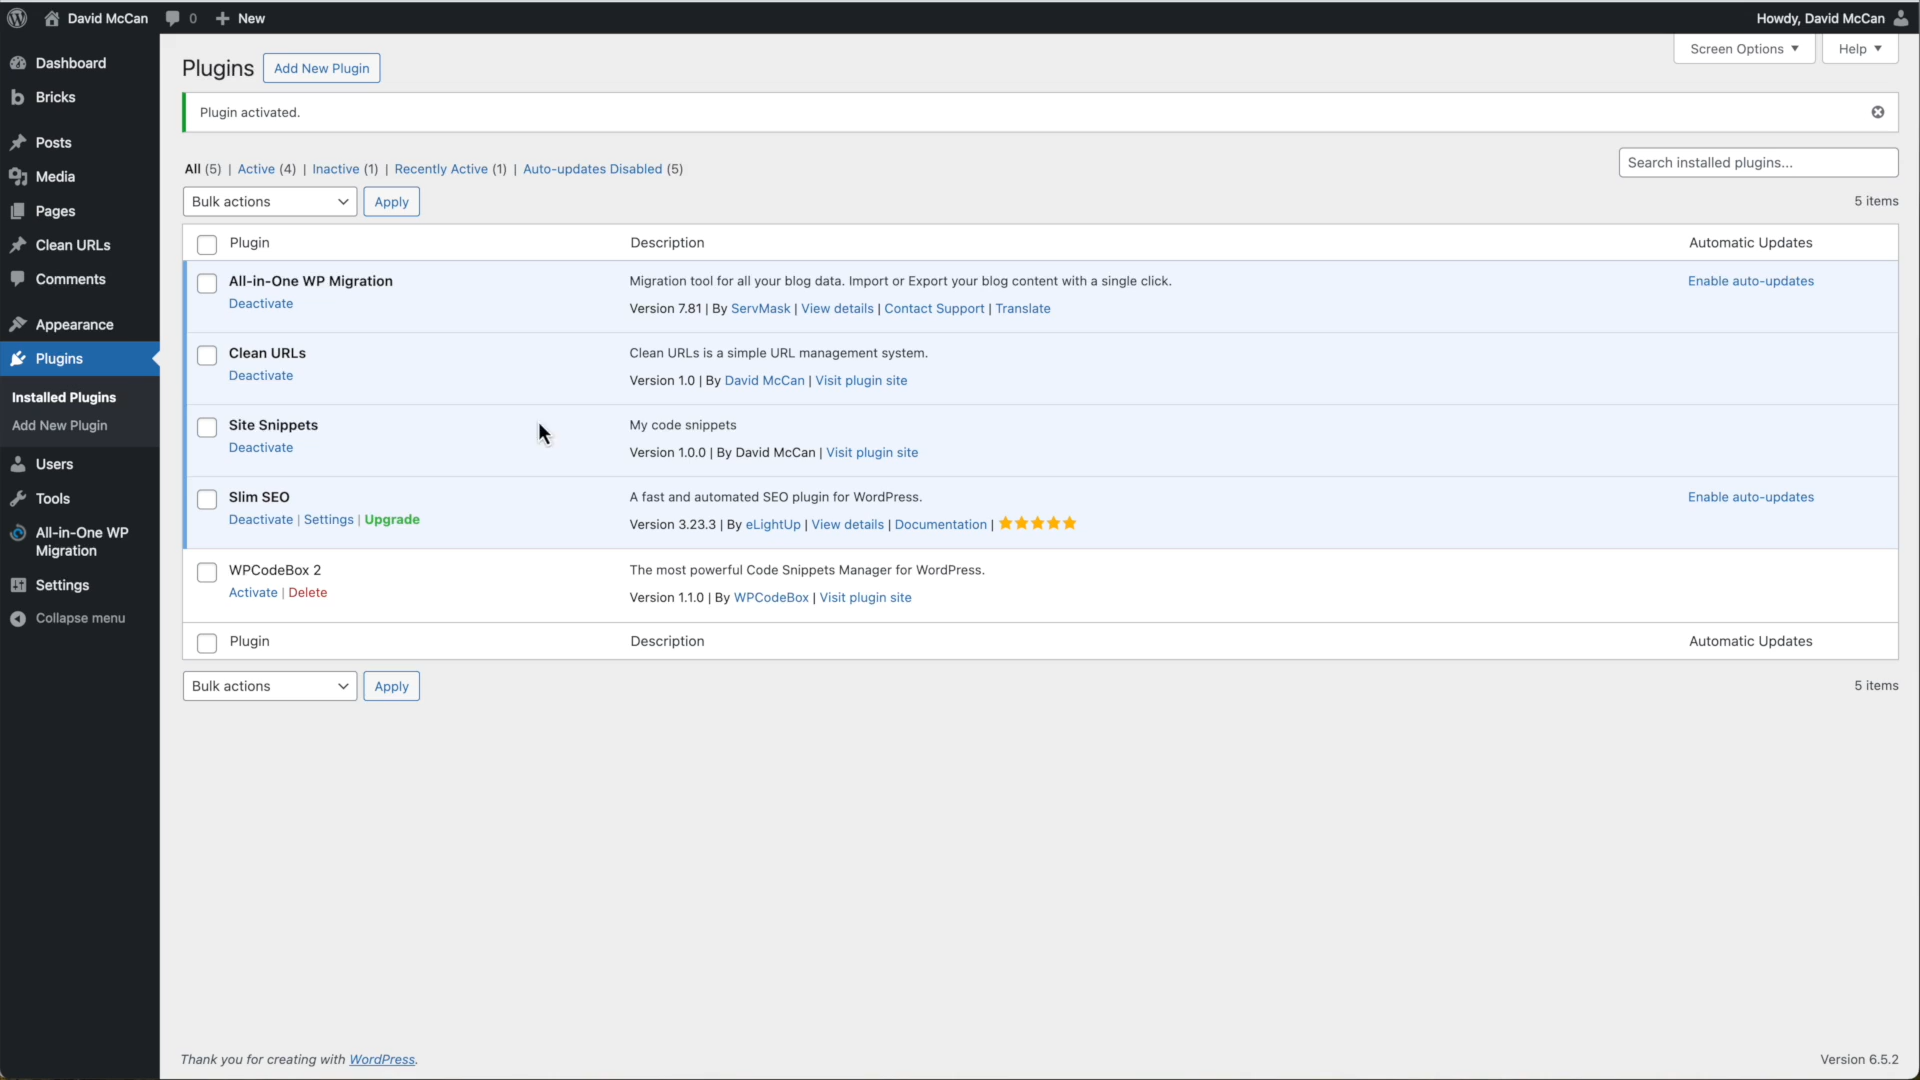 David McCan 0 New Howdy, David McCan
Dashboard
Bricks
Posts
Media
Pages
Clean URLs
Comments
Appearance
Plugins
Installed Plugins
Add New Plugin
Users
Tools
All-in-One WP
Migration
Settings
Collapse menu
Screen Options Help
Plugins Add New Plugin
Plugin activated.
All (5) | Active (4) | Inactive (1) | Recently Active (1) | Auto-updates Disabled (5)
Search installed plugins...
Bulk actions Apply 5 items
Plugin Description Automatic Updates
All-in-One WP Migration Migration tool for all your blog data. Import or Export your blog content with a single click. Enable auto-updates
Deactivate Version 7.81 | By ServMask | View details | Contact Support | Translate
Clean URLs Clean URLs is a simple URL management system.
Deactivate Version 1.0 | By David McCan | Visit plugin site
Site Snippets My code snippets
Deactivate Version 1.0.0 | By David McCan | Visit plugin site
Slim SEO A fast and automated SEO plugin for WordPress. Enable auto-updates
Deactivate | Settings | Upgrade Version 3.23.3 | By eLightUp | View details | Documentation |
WPCodeBox 2 The most powerful Code Snippets Manager for WordPress.
Activate | Delete Version 1.1.0 | By WPCodeBox | Visit plugin site
Plugin Description Automatic Updates
Bulk actions Apply 5 items
Thank you for creating with WordPress. Version 6.5.2